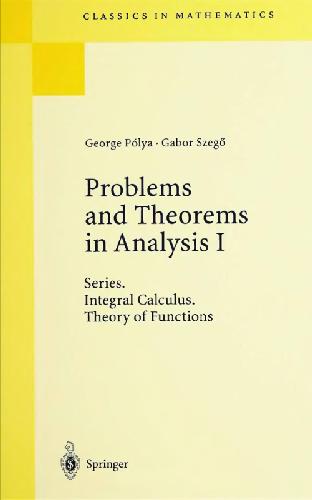 CLASSICS IN MATHEMATICS
George Pólya · Gabor Szegő
Problems
and Theorems
in Analysis I
Series.
Integral Calculus.
Theory of Functions
Springer